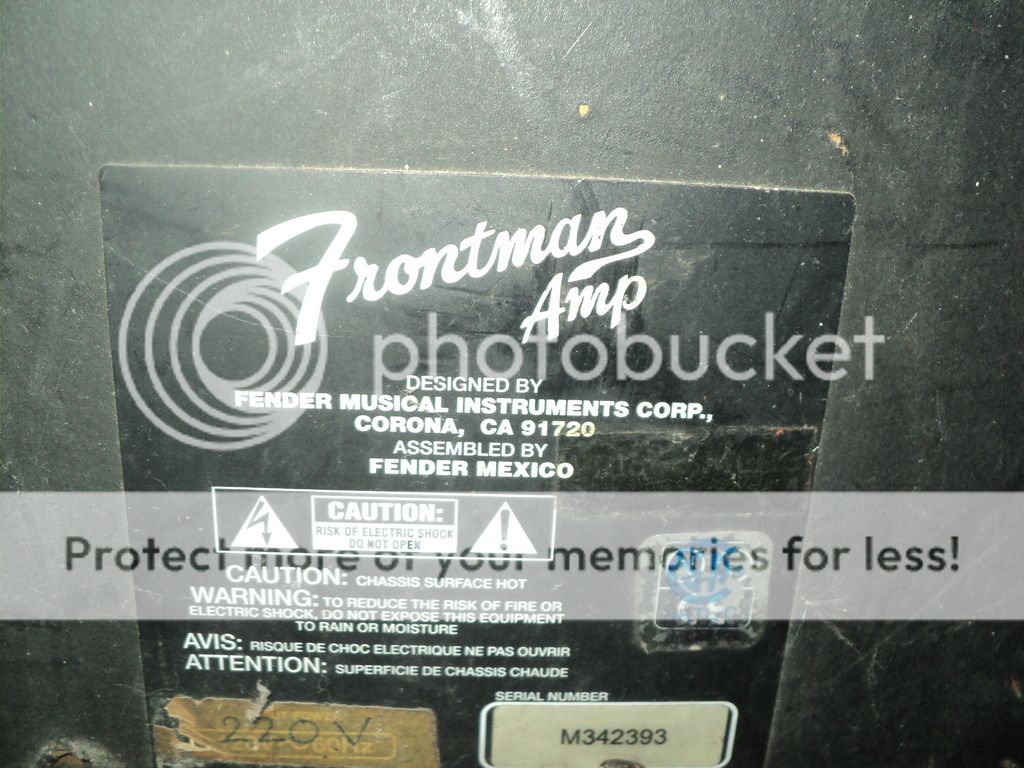 Frontman
Amp
photobucket
DESIGNED BY
FENDER MUSICAL INSTRUMENTS CORP.,
CORONA, CA 91720
ASSEMBLED BY
FENDER MEXICO
CAUTION:
RISK OF ELECTRIC SHOCK
DO NOT OPEN
Protect more of your memories for less!
CAUTION: CHASSIS SURFACE HOT
WARNING: TO REDUCE THE RISK OF FIRE OR
ELECTRIC SHOCK, DO NOT EXPOSE THIS EQUIPMENT
TO RAIN OR MOISTURE
AVIS: RISQUE DE CHOC ELECTRIQUE NE PAS OUVRIR
ATTENTION: SUPERFICIE DE CHASSIS CHAUDE
SERIAL NUMBER
220V
M342393